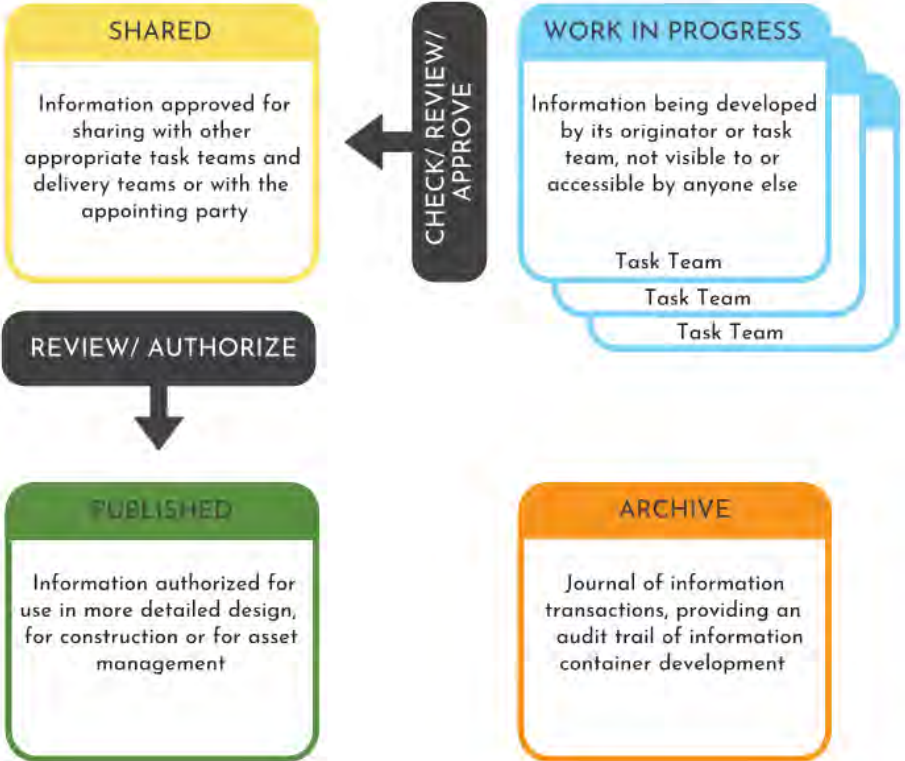 SHARED
Information approved for
sharing with other
appropriate task teams and
delivery teams or with the
appointing party
CHECK/ REVIEW/
APPROVE
WORK IN PROGRESS
Information being developed
by its originator or task
team, not visible to or
accessible by anyone else
Task Team
Task Team
Task Team
REVIEW/ AUTHORIZE
PUBLISHED
Information authorized for
use in more detailed design,
for construction or for asset
management
ARCHIVE
Journal of information
transactions, providing an
audit trail of information
container development